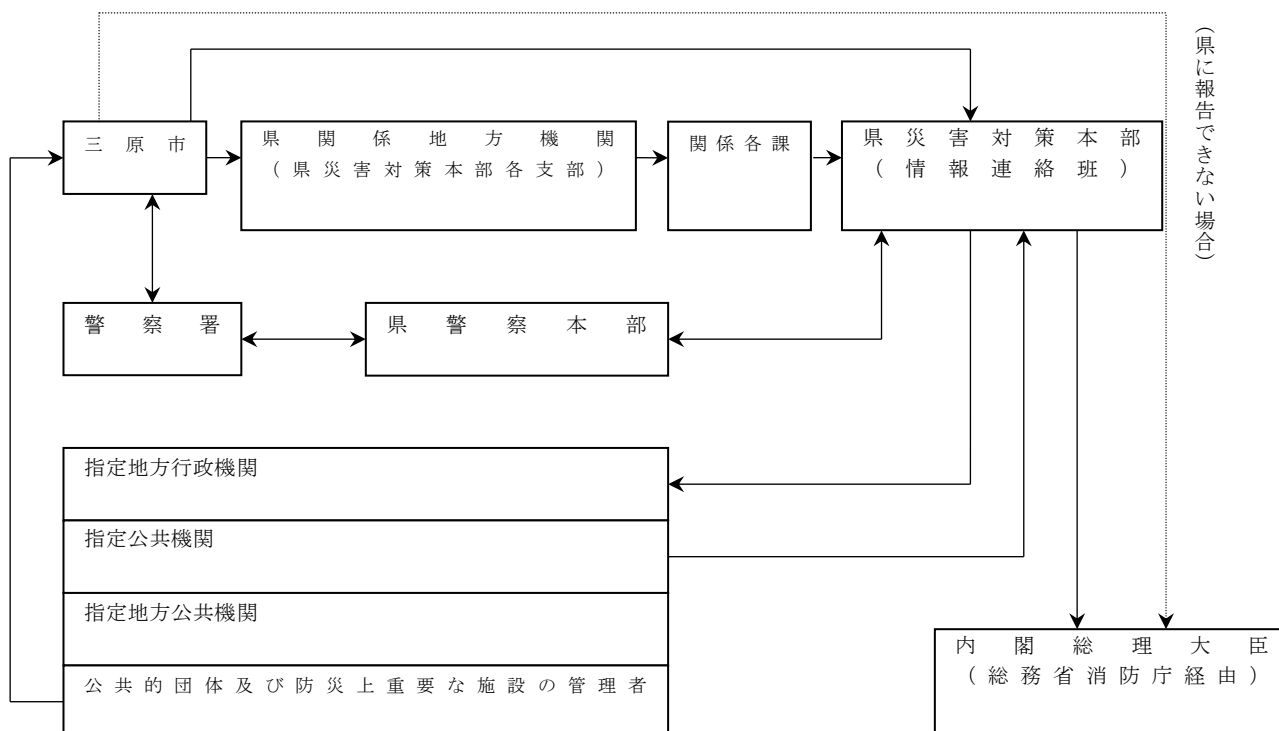 三原市
県関係地方機関
(県災害対策本部各支部)
関係各課
県災害対策本部
(情報連絡班)
(県に報告できない場合)
警察署
県警察本部
指定地方行政機関
指定公共機関
指定地方公共機関
公共的団体及び防災上重要な施設の管理者
内閣総理大臣
(総務省消防庁経由)